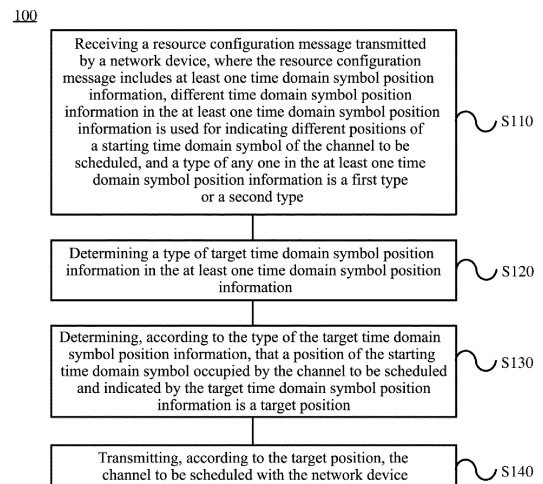 100
Receiving a resource configuration message transmitted
by a network device, where the resource configuration
message includes at least one time domain symbol position
information, different time domain symbol position
information in the at least one time domain symbol position
information is used for indicating different positions of
a starting time domain symbol of the channel to be
scheduled, and a type of any one in the at least one time
domain symbol position information is a first type
or a second type
S110
Determining a type of target time domain symbol position
information in the at least one time domain symbol position
information
S120
Determining, according to the type of the target time domain
symbol position information, that a position of the starting
time domain symbol occupied by the channel to be scheduled
and indicated by the target time domain symbol position
information is a target position
S130
Transmitting, according to the target position, the
channel to be scheduled with the network device
S140